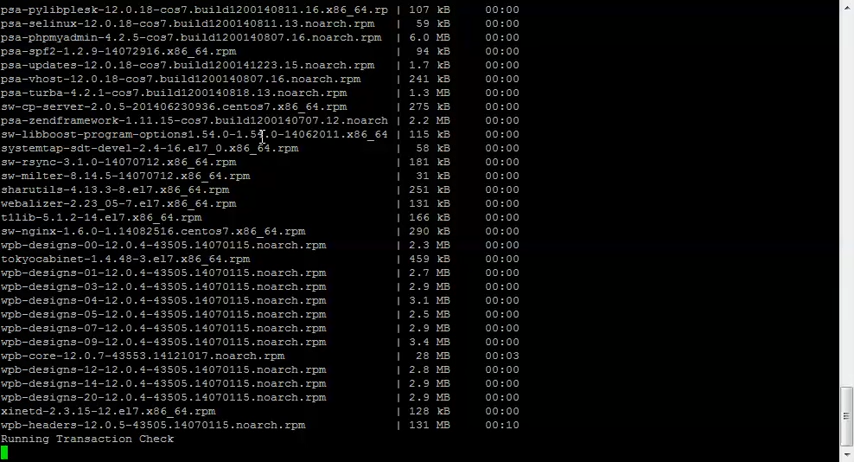 psa-pylibplesk-12.0.18-cos7.build1200140811.16.x86_64.rp | 107 kB 00:00
psa-selinux-12.0.18-cos7.build1200140811.13.noarch.rpm | 59 kB 00:00
psa-phpmyadmin-4.2.5-cos7.build1200140807.16.noarch.rpm | 6.0 MB 00:00
psa-spf2-1.2.9-14072916.x86_64.rpm | 94 kB 00:00
psa-updates-12.0.18-cos7.build1200141223.15.noarch.rpm | 1.7 kB 00:00
psa-vhost-12.0.18-cos7.build1200140807.16.noarch.rpm | 241 kB 00:00
psa-turba-4.2.1-cos7.build1200140818.13.noarch.rpm | 1.3 MB 00:00
sw-cp-server-2.0.5-201406230936.centos7.x86_64.rpm | 275 kB 00:00
psa-zendframework-1.11.15-cos7.build1200140707.12.noarch | 2.2 MB 00:00
sw-libboost-program-options1.54.0-1.54.0-14062011.x86_64 | 115 kB 00:00
systemtap-sdt-devel-2.4-16.el7_0.x86_64.rpm | 58 kB 00:00
sw-rsync-3.1.0-14070712.x86_64.rpm | 181 kB 00:00
sw-milter-8.14.5-14070712.x86_64.rpm | 31 kB 00:00
sharutils-4.13.3-8.el7.x86_64.rpm | 251 kB 00:00
webalizer-2.23_05-7.el7.x86_64.rpm | 131 kB 00:00
t1lib-5.1.2-14.el7.x86_64.rpm | 166 kB 00:00
sw-nginx-1.6.0-1.14082516.centos7.x86_64.rpm | 290 kB 00:00
wpb-designs-00-12.0.4-43505.14070115.noarch.rpm | 2.3 MB 00:00
tokyocabinet-1.4.48-3.el7.x86_64.rpm | 459 kB 00:00
wpb-designs-01-12.0.4-43505.14070115.noarch.rpm | 2.7 MB 00:00
wpb-designs-03-12.0.4-43505.14070115.noarch.rpm | 2.9 MB 00:00
wpb-designs-04-12.0.4-43505.14070115.noarch.rpm | 3.1 MB 00:00
wpb-designs-05-12.0.4-43505.14070115.noarch.rpm | 2.5 MB 00:00
wpb-designs-07-12.0.4-43505.14070115.noarch.rpm | 2.9 MB 00:00
wpb-designs-09-12.0.4-43505.14070115.noarch.rpm | 3.4 MB 00:00
wpb-core-12.0.7-43553.14121017.noarch.rpm | 28 MB 00:03
wpb-designs-12-12.0.4-43505.14070115.noarch.rpm | 2.8 MB 00:00
wpb-designs-14-12.0.4-43505.14070115.noarch.rpm | 2.9 MB 00:00
wpb-designs-20-12.0.4-43505.14070115.noarch.rpm | 2.9 MB 00:00
xinetd-2.3.15-12.el7.x86_64.rpm | 128 kB 00:00
wpb-headers-12.0.5-43505.14070115.noarch.rpm | 131 MB 00:10
Running Transaction Check